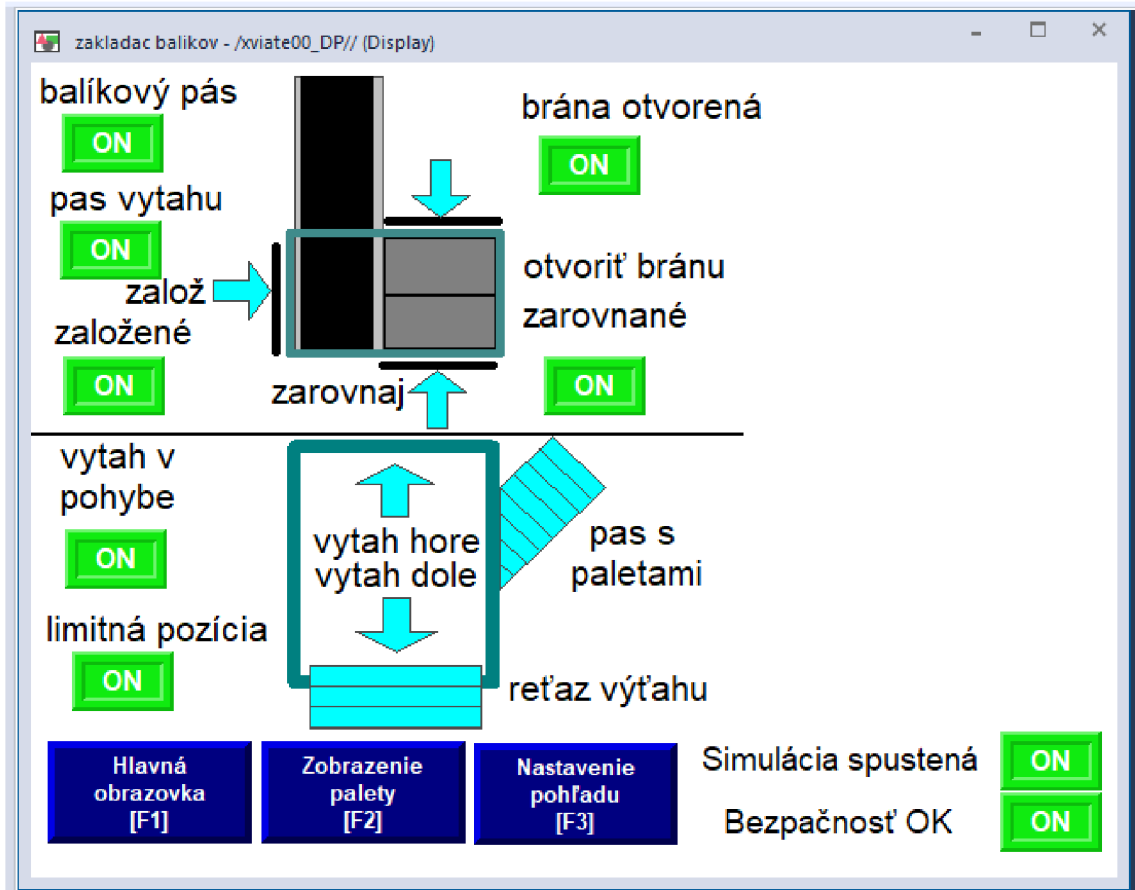 zakladac balikov - /xviate00_DP// (Display)
balíkový pás
ON
brána otvorená
ON
pas vytahu
ON
založ
otvoriť bránu
založené
ON
zarovnané
ON
zarovnaj
vytah v
pohybe
ON
vytah hore
vytah dole
pas s
paletami
limitná pozícia
ON
reťaz výťahu
Hlavná
obrazovka
[F1]
Zobrazenie
palety
[F2]
Nastavenie
pohľadu
[F3]
Simulácia spustená
ON
Bezpačnosť OK
ON